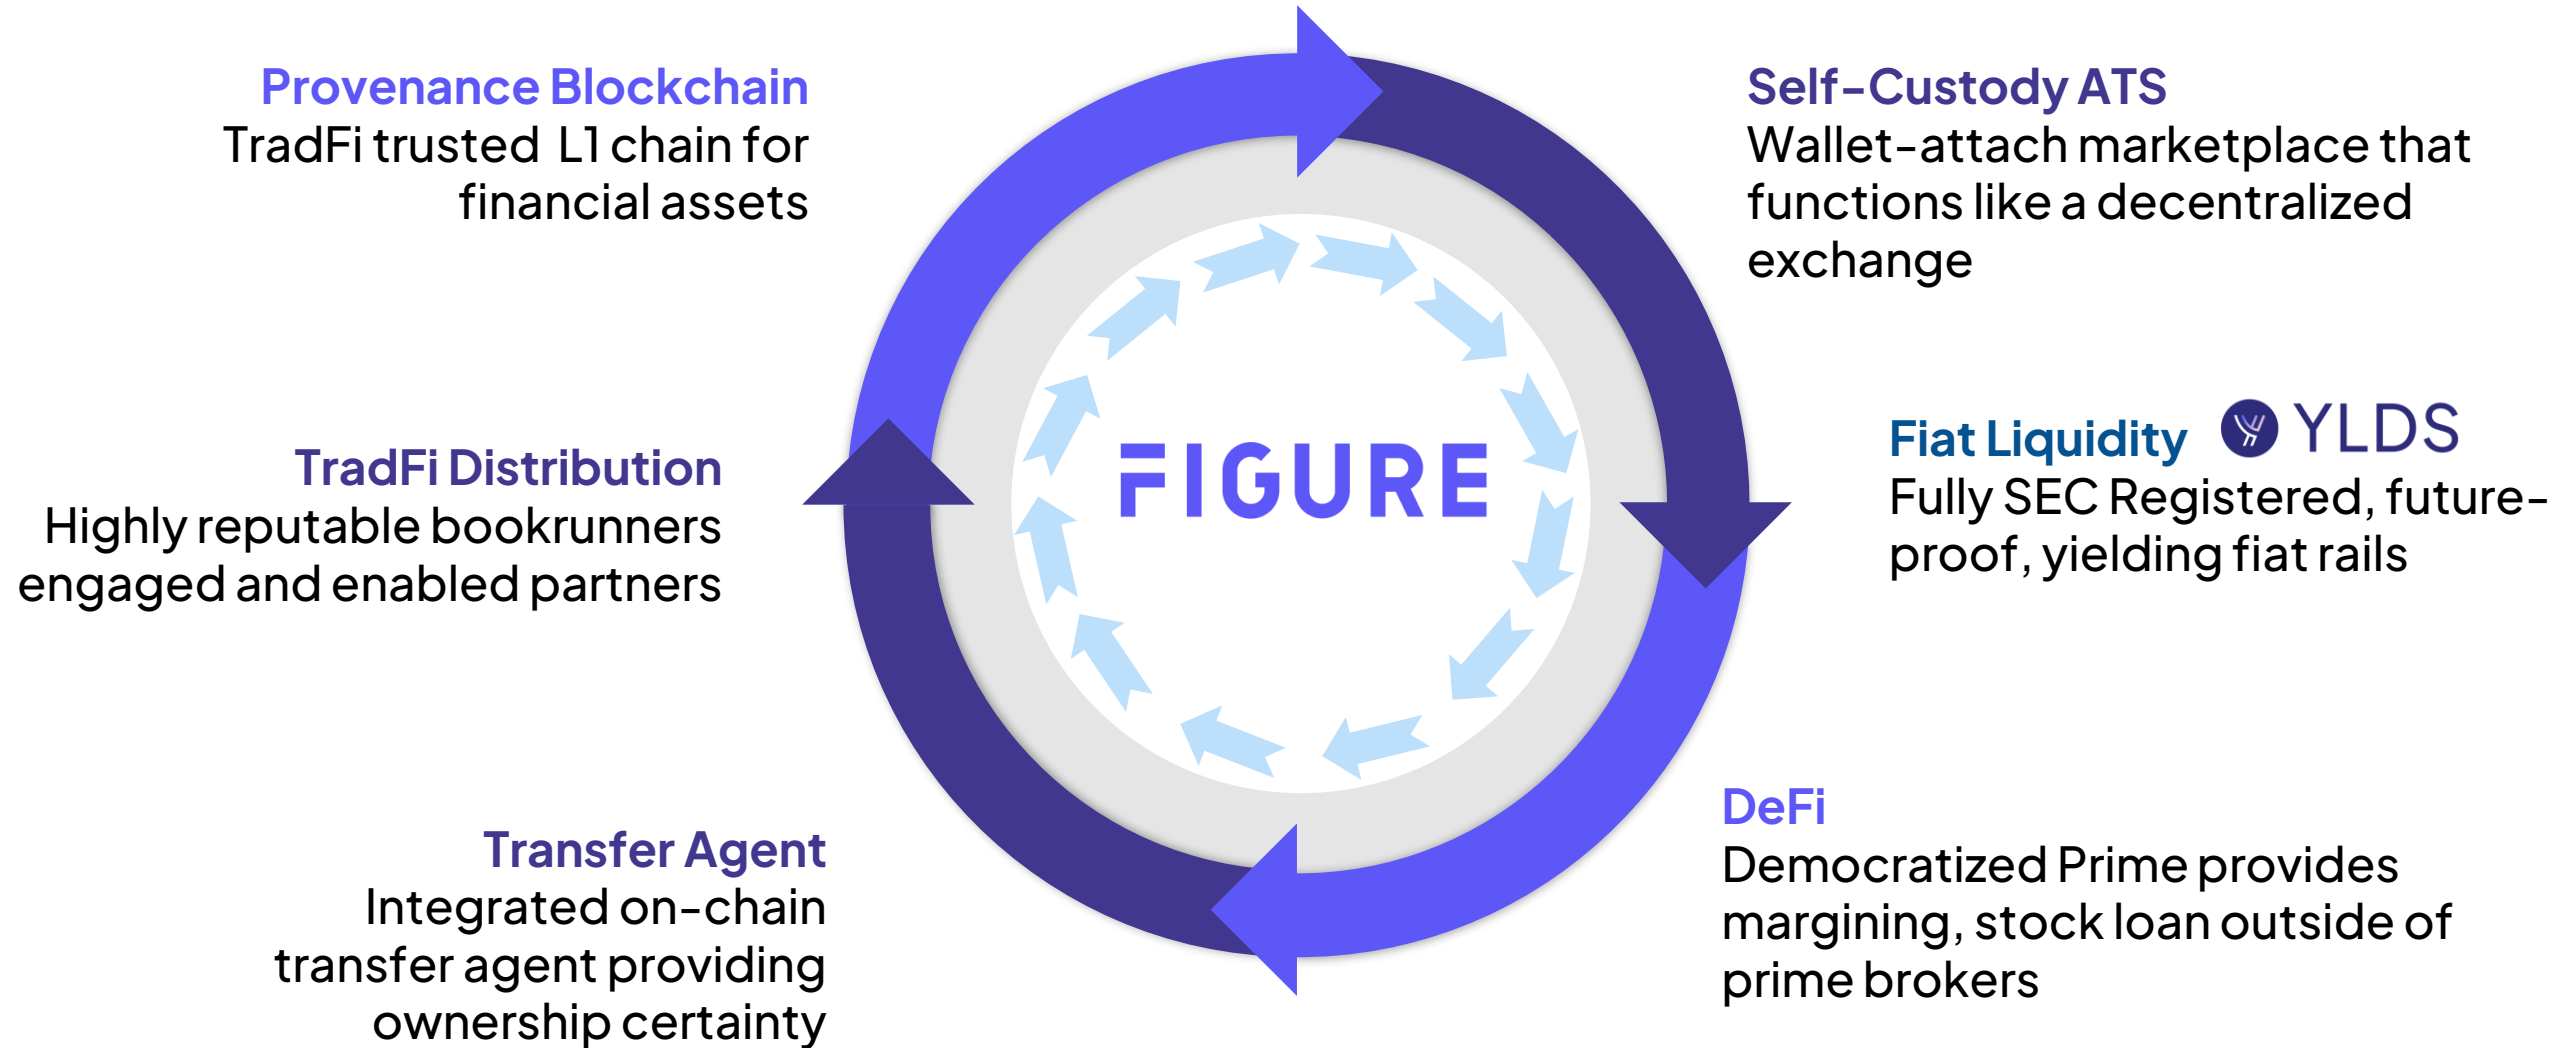 Provenance Blockchain
TradFi trusted L1 chain for
financial assets
Self-Custody ATS
Wallet-attach marketplace that
functions like a decentralized
exchange
TradFi Distribution
Highly reputable bookrunners
engaged and enabled partners
FIGURE
Fiat Liquidity YLDS
Fully SEC Registered, future-
proof, yielding fiat rails
Transfer Agent
Integrated on-chain
transfer agent providing
ownership certainty
DeFi
Democratized Prime provides
margining, stock loan outside of
prime brokers